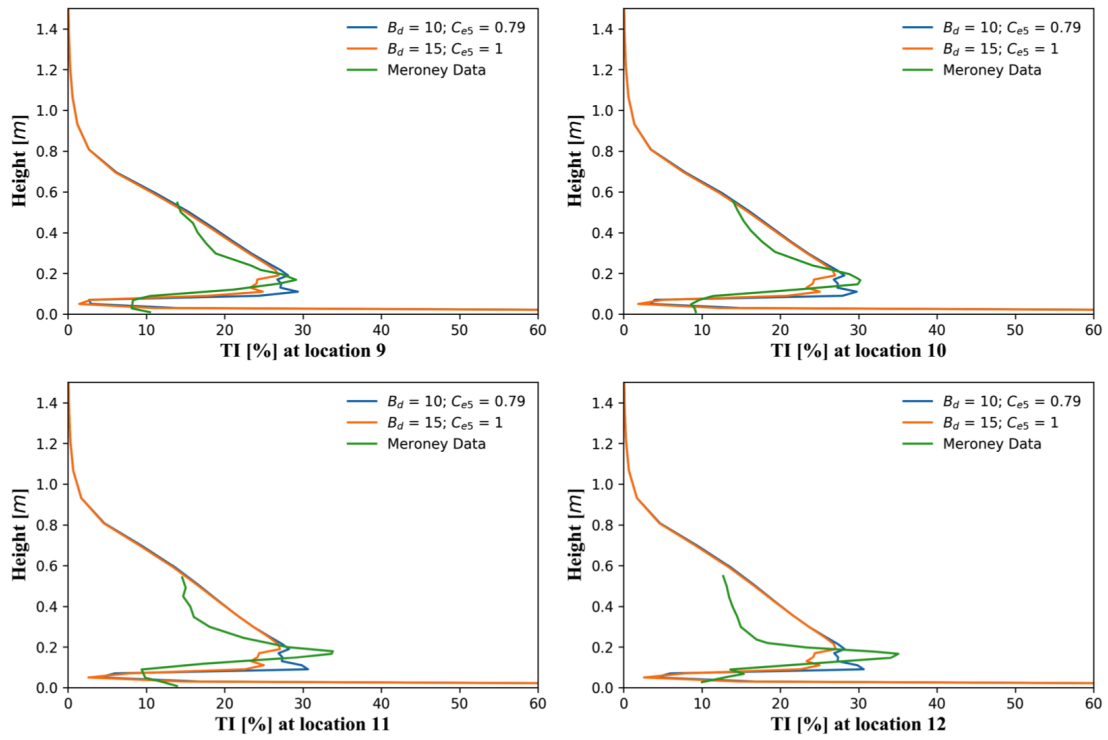 1.4
1.2
1.0
0.8
0.6
0.4
0.2
0.0
Height [m]
B_d = 10; C_e5 = 0.79
B_d = 15; C_e5 = 1
Meroney Data
0 10 20 30 40 50 60
TI [%] at location 9
1.4
1.2
1.0
0.8
0.6
0.4
0.2
0.0
Height [m]
B_d = 10; C_e5 = 0.79
B_d = 15; C_e5 = 1
Meroney Data
0 10 20 30 40 50 60
TI [%] at location 10
1.4
1.2
1.0
0.8
0.6
0.4
0.2
0.0
Height [m]
B_d = 10; C_e5 = 0.79
B_d = 15; C_e5 = 1
Meroney Data
0 10 20 30 40 50 60
TI [%] at location 11
1.4
1.2
1.0
0.8
0.6
0.4
0.2
0.0
Height [m]
B_d = 10; C_e5 = 0.79
B_d = 15; C_e5 = 1
Meroney Data
0 10 20 30 40 50 60
TI [%] at location 12